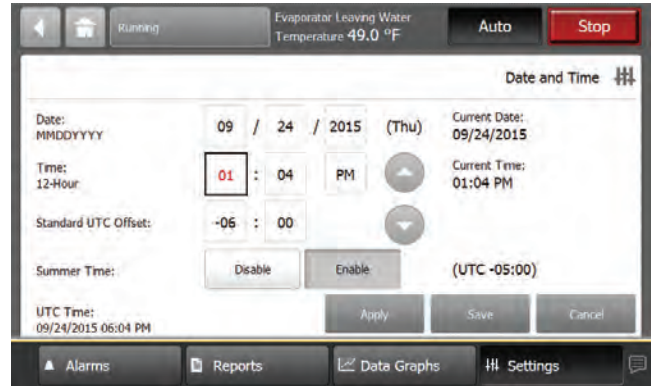 Running
Evaporator Leaving Water
Temperature 49.0 °F
Auto
Stop
Date and Time
Date:
MMDDYYYY
09 / 24 / 2015 (Thu)
Current Date:
09/24/2015
Time:
12-Hour
01 : 04 PM
Current Time:
01:04 PM
Standard UTC Offset:
-06 : 00
Summer Time:
Disable
Enable
(UTC -05:00)
UTC Time:
09/24/2015 06:04 PM
Apply
Save
Cancel
Alarms
Reports
Data Graphs
Settings